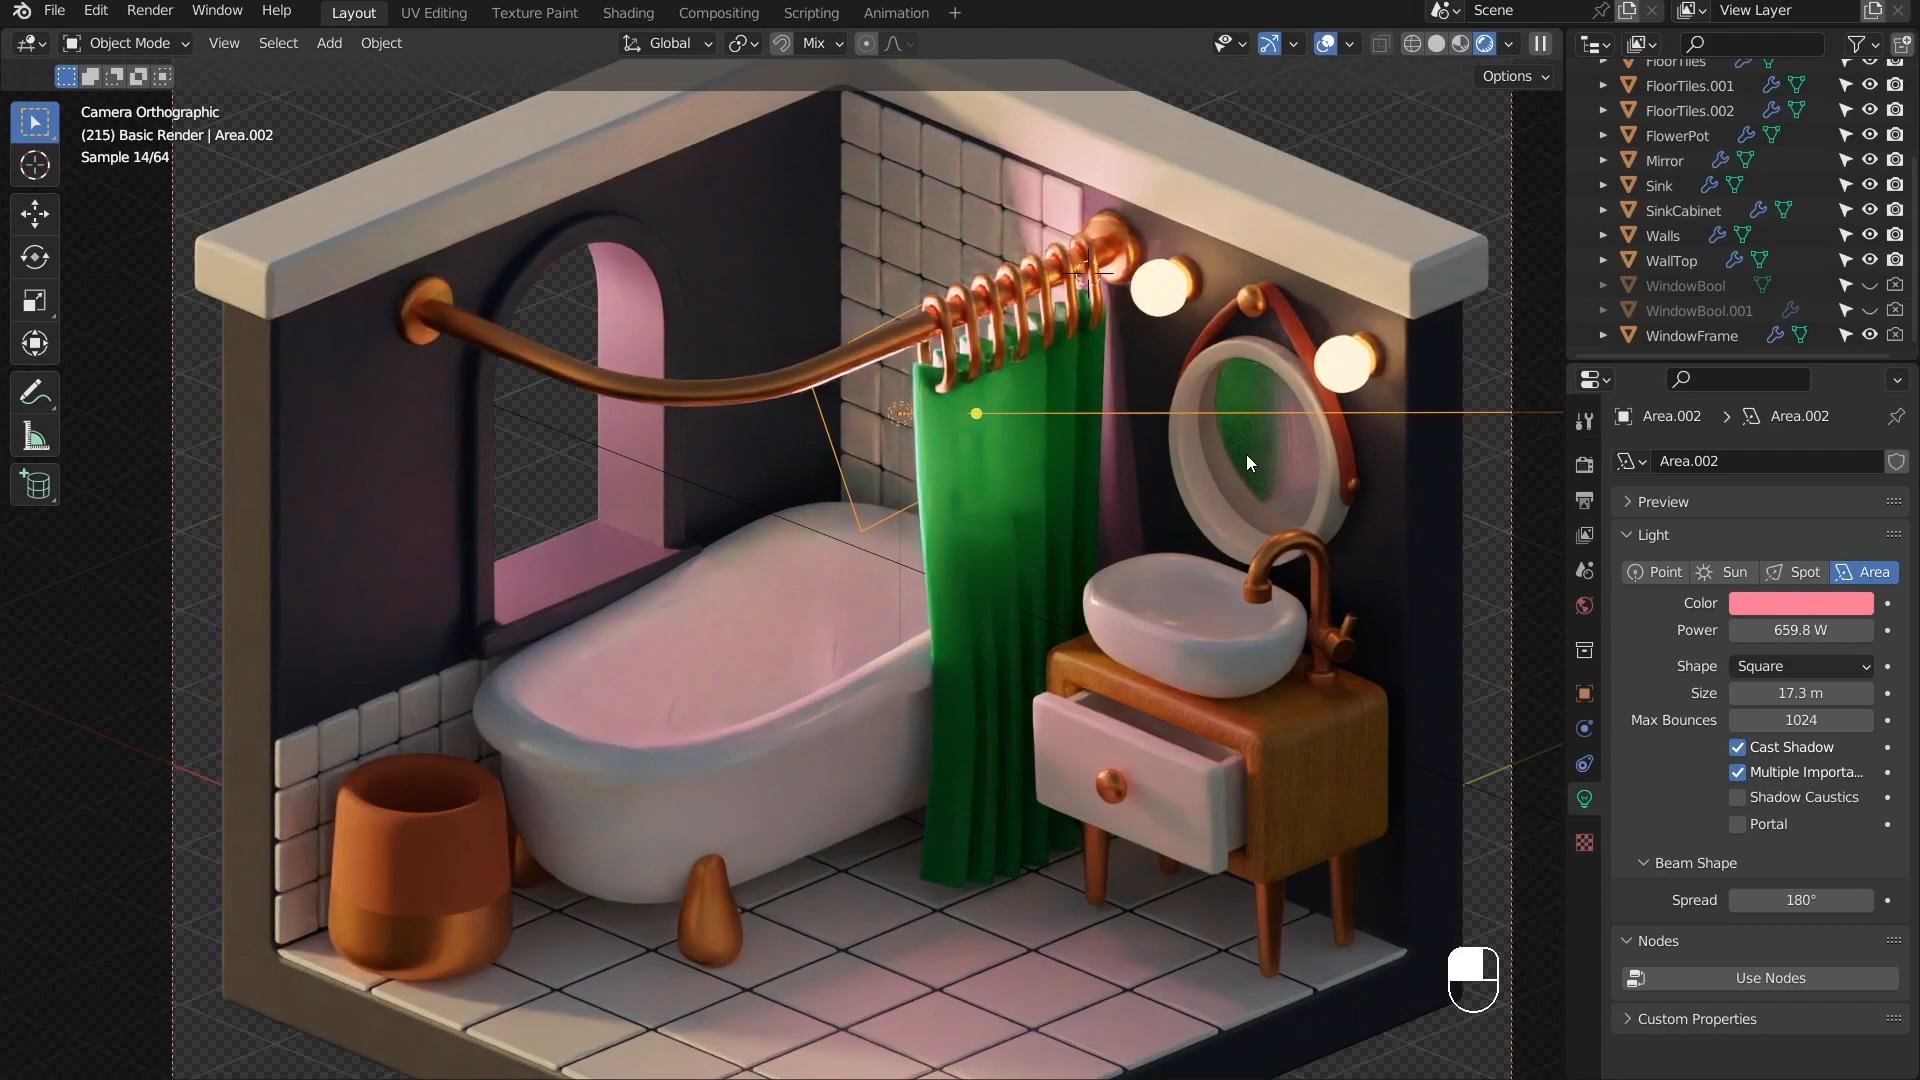 File Edit Render Window Help Layout UV Editing Texture Paint Shading Compositing Scripting Animation + Scene View Layer
Object Mode View Select Add Object Global Mix
Options
Camera Orthographic
(215) Basic Render | Area.002
Sample 14/64
FloorTiles
FloorTiles.001
FloorTiles.002
FlowerPot
Mirror
Sink
SinkCabinet
Walls
WallTop
WindowBool
WindowBool.001
WindowFrame
Area.002 > Area.002
Area.002
Preview
Light
Point Sun Spot Area
Color
Power 659.8 W
Shape Square
Size 17.3 m
Max Bounces 1024
Cast Shadow
Multiple Importa...
Shadow Caustics
Portal
Beam Shape
Spread 180°
Nodes
Use Nodes
Custom Properties